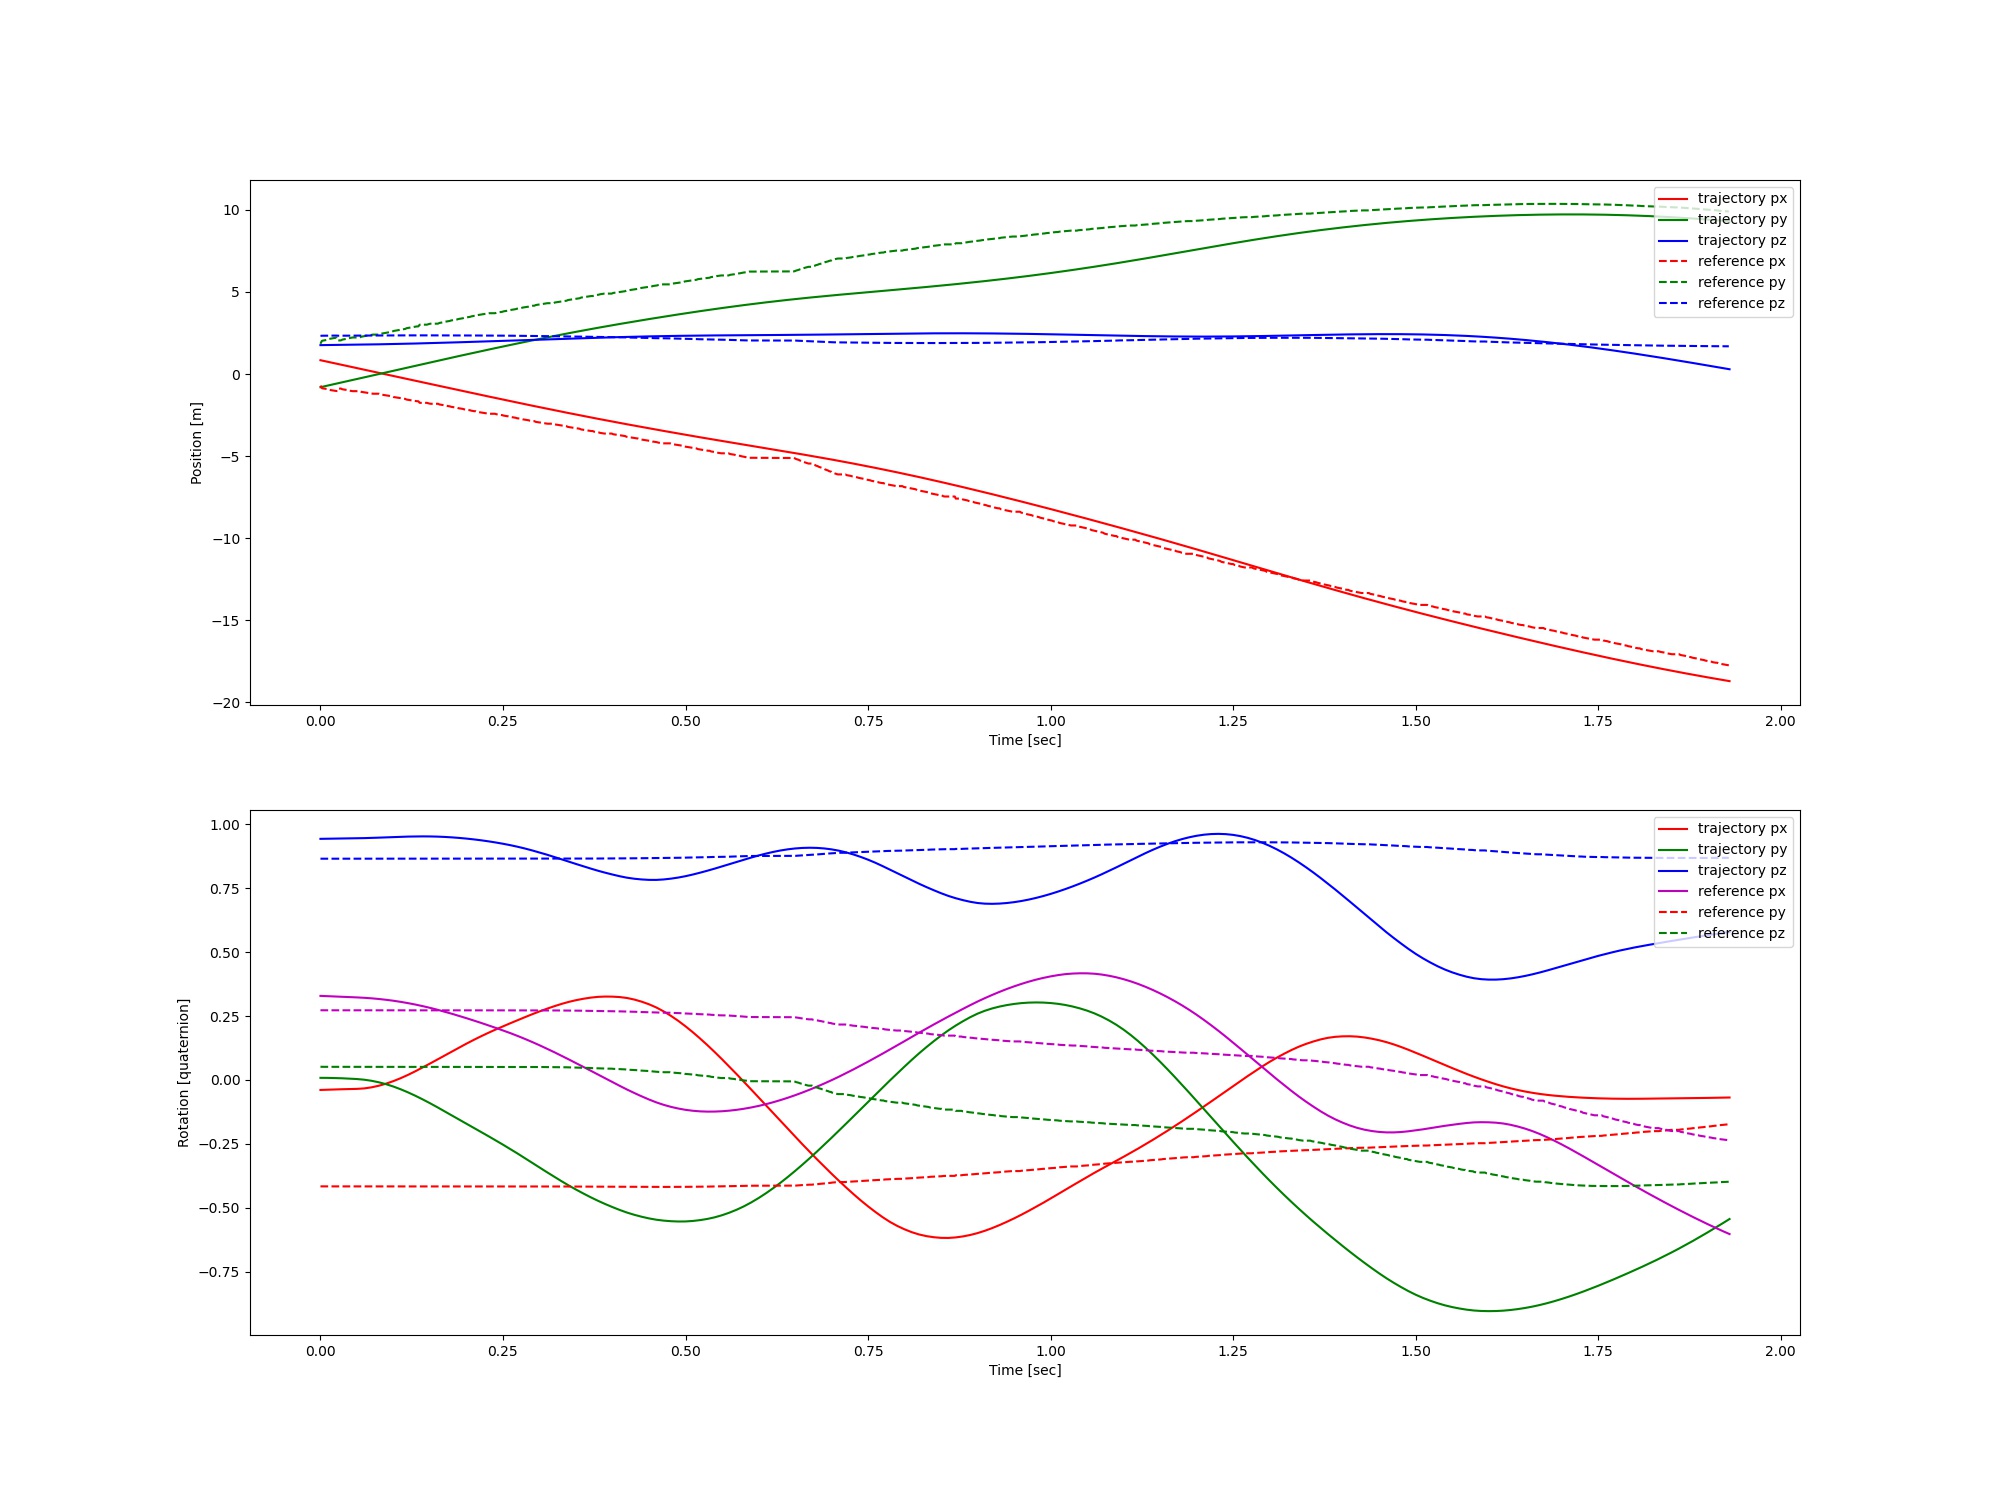 10
5
0
−5
−10
−15
−20
Position [m]
trajectory px
trajectory py
trajectory pz
reference px
reference py
reference pz
0.00 0.25 0.50 0.75 1.00 1.25 1.50 1.75 2.00
Time [sec]
1.00
0.75
0.50
0.25
0.00
−0.25
−0.50
−0.75
Rotation [quaternion]
trajectory px
trajectory py
trajectory pz
reference px
reference py
reference pz
0.00 0.25 0.50 0.75 1.00 1.25 1.50 1.75 2.00
Time [sec]